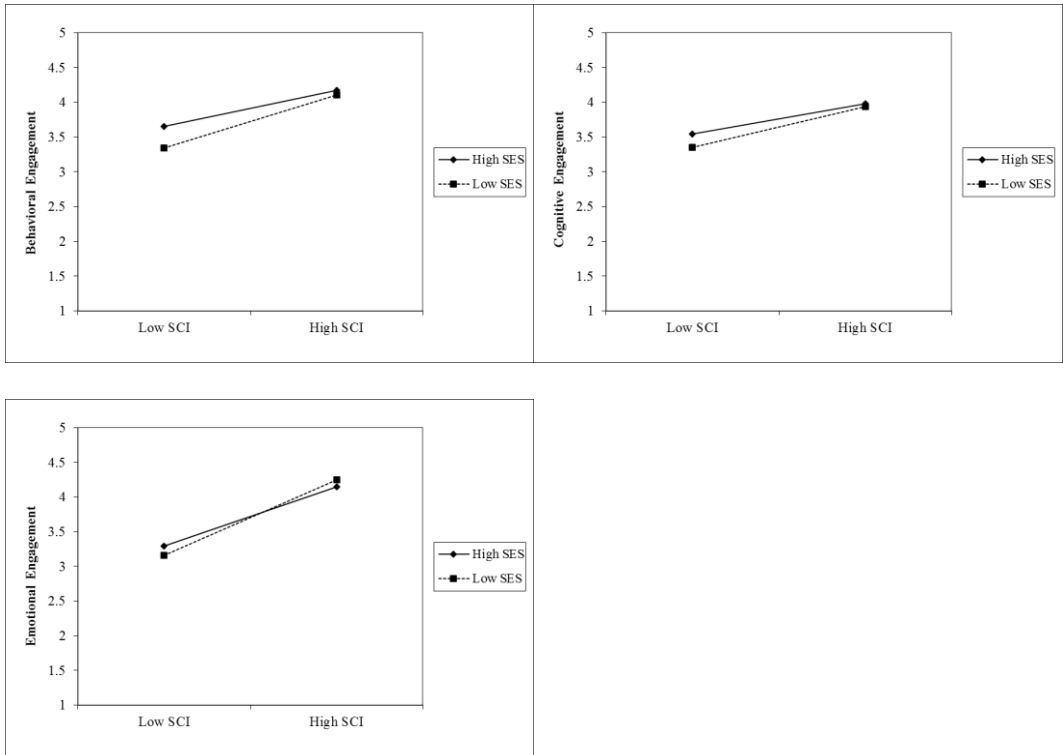 5
4.5
4
3.5
3
2.5
2
1.5
1
Behavioral Engagement
Low SCI High SCI
High SES
Low SES
5
4.5
4
3.5
3
2.5
2
1.5
1
Cognitive Engagement
Low SCI High SCI
High SES
Low SES
5
4.5
4
3.5
3
2.5
2
1.5
1
Emotional Engagement
Low SCI High SCI
High SES
Low SES